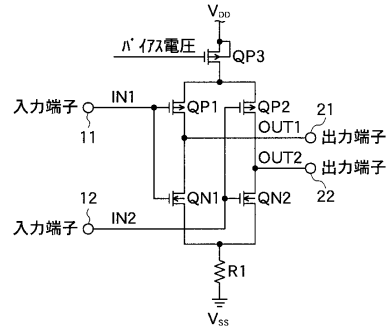 VDD
バイアス電圧
QP3
入力端子 IN1 QP1 QP2 21
11 OUT1 出力端子
OUT2 出力端子
12 QN1 QN2 22
入力端子 IN2
R1
VSS